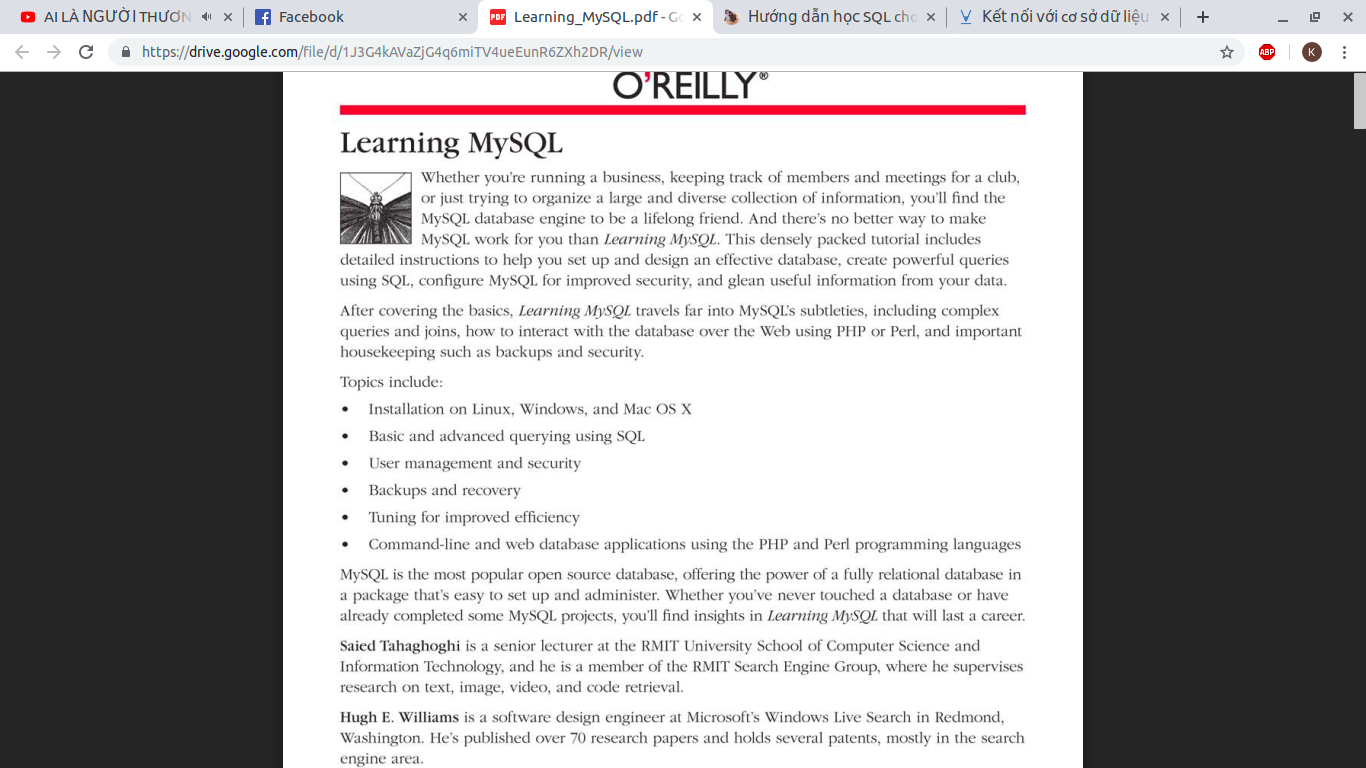 AI LÀ NGƯỜI THƯƠN
Facebook
Learning_MySQL.pdf - Go
Hướng dẫn học SQL cho
Kết nối với cơ sở dữ liệu
https://drive.google.com/file/d/1J3G4kAVaZjG4q6miTV4ueEunR6ZXh2DR/view
ABP
K
O'REILLY®
Learning MySQL
Whether you're running a business, keeping track of members and meetings for a club,
or just trying to organize a large and diverse collection of information, you'll find the
MySQL database engine to be a lifelong friend. And there's no better way to make
MySQL work for you than Learning MySQL. This densely packed tutorial includes
detailed instructions to help you set up and design an effective database, create powerful queries
using SQL, configure MySQL for improved security, and glean useful information from your data.
After covering the basics, Learning MySQL travels far into MySQL's subtleties, including complex
queries and joins, how to interact with the database over the Web using PHP or Perl, and important
housekeeping such as backups and security.
Topics include:
• Installation on Linux, Windows, and Mac OS X
• Basic and advanced querying using SQL
• User management and security
• Backups and recovery
• Tuning for improved efficiency
• Command-line and web database applications using the PHP and Perl programming languages
MySQL is the most popular open source database, offering the power of a fully relational database in
a package that's easy to set up and administer. Whether you've never touched a database or have
already completed some MySQL projects, you'll find insights in Learning MySQL that will last a career.
Saied Tahaghoghi is a senior lecturer at the RMIT University School of Computer Science and
Information Technology, and he is a member of the RMIT Search Engine Group, where he supervises
research on text, image, video, and code retrieval.
Hugh E. Williams is a software design engineer at Microsoft's Windows Live Search in Redmond,
Washington. He's published over 70 research papers and holds several patents, mostly in the search
engine area.